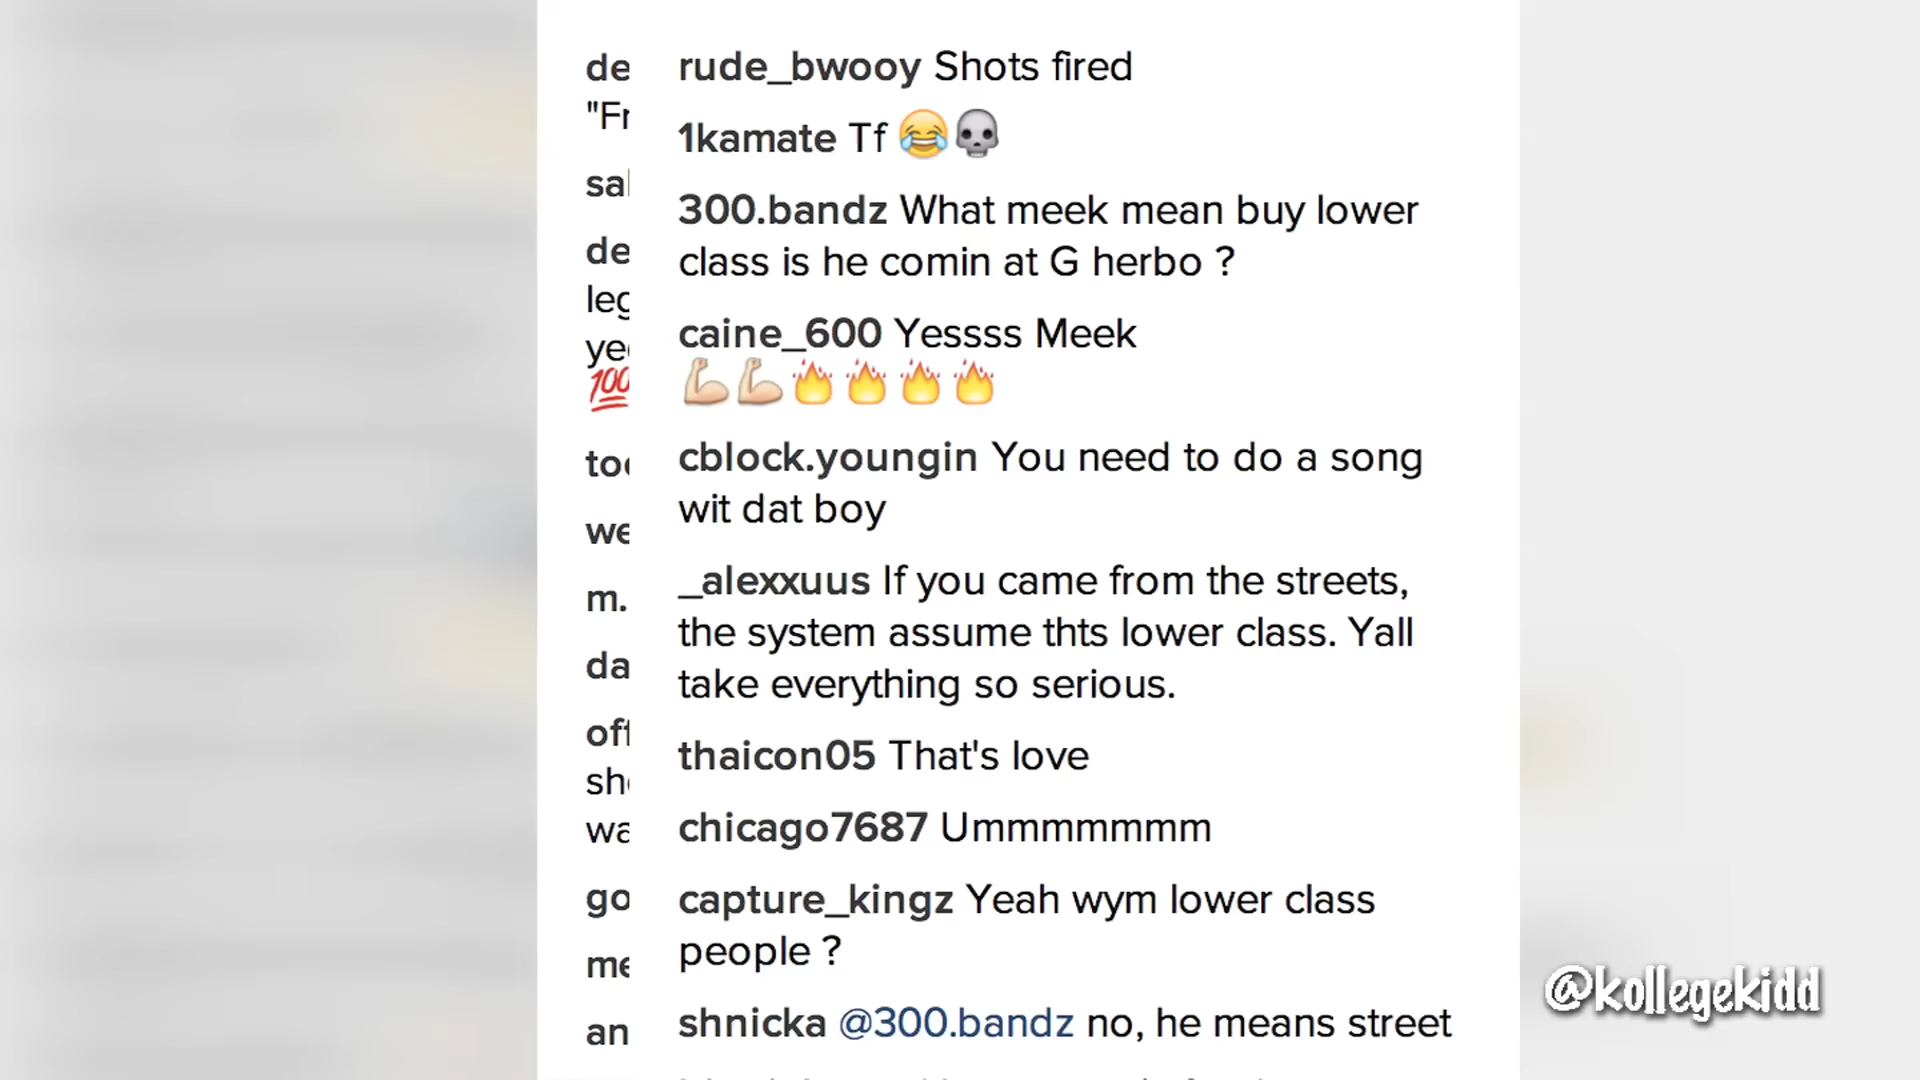 rude_bwooy Shots fired
1kamate Tf 😂💀
300.bandz What meek mean buy lower
class is he comin at G herbo ?
caine_600 Yessss Meek
💪💪🔥🔥🔥🔥
cblock.youngin You need to do a song
wit dat boy
_alexxuus If you came from the streets,
the system assume thts lower class. Yall
take everything so serious.
thaicon05 That's love
chicago7687 Ummmmmmm
capture_kingz Yeah wym lower class
people ?
shnicka @300.bandz no, he means street
@kollegekidd